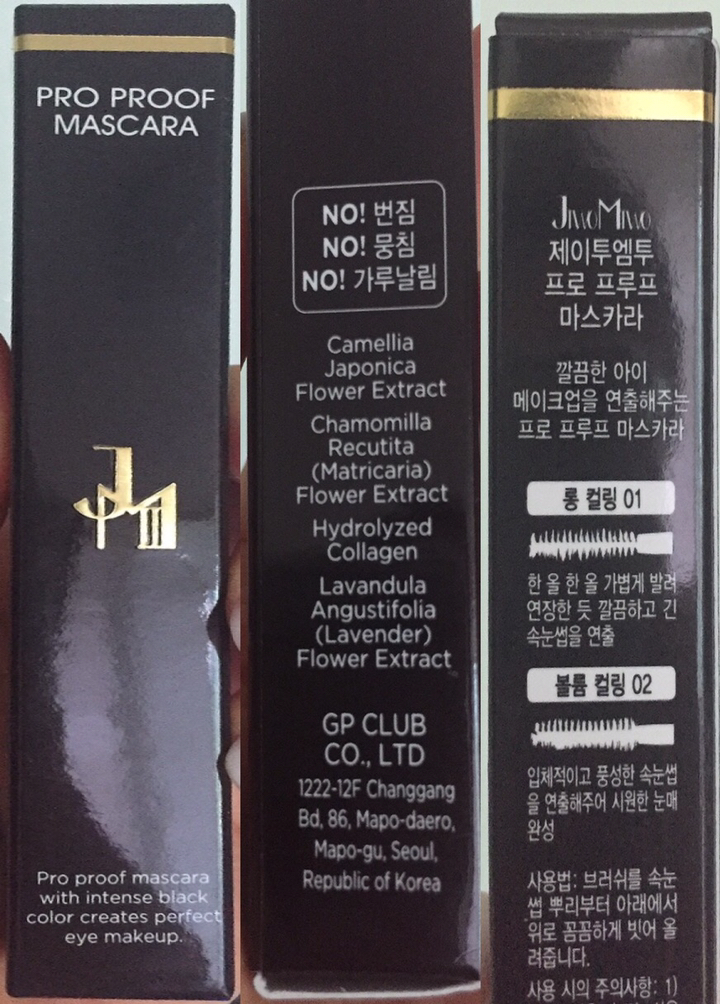 PRO PROOF
MASCARA
Pro proof mascara
with intense black
color creates perfect
eye makeup.
NO! 번짐
NO! 뭉침
NO! 가루날림
Camellia
Japonica
Flower Extract
Chamomilla
Recutita
(Matricaria)
Flower Extract
Hydrolyzed
Collagen
Lavandula
Angustifolia
(Lavender)
Flower Extract
GP CLUB
CO., LTD
1222-12F Changgang
Bd, 86, Mapo-daero,
Mapo-gu, Seoul,
Republic of Korea
제이투엠투
프로 프루프
마스카라
깔끔한 아이
메이크업을 연출해주는
프로 프루프 마스카라
롱 컬링 01
한 올 한 올 가볍게 발려
연장한 듯 깔끔하고 긴
속눈썹을 연출
볼륨 컬링 02
입체적이고 풍성한 속눈썹
을 연출해주어 시원한 눈매
완성
사용법: 브러쉬를 속눈
썹 뿌리부터 아래에서
위로 꼼꼼하게 빗어 올
려줍니다.
사용 시의 주의사항: 1)